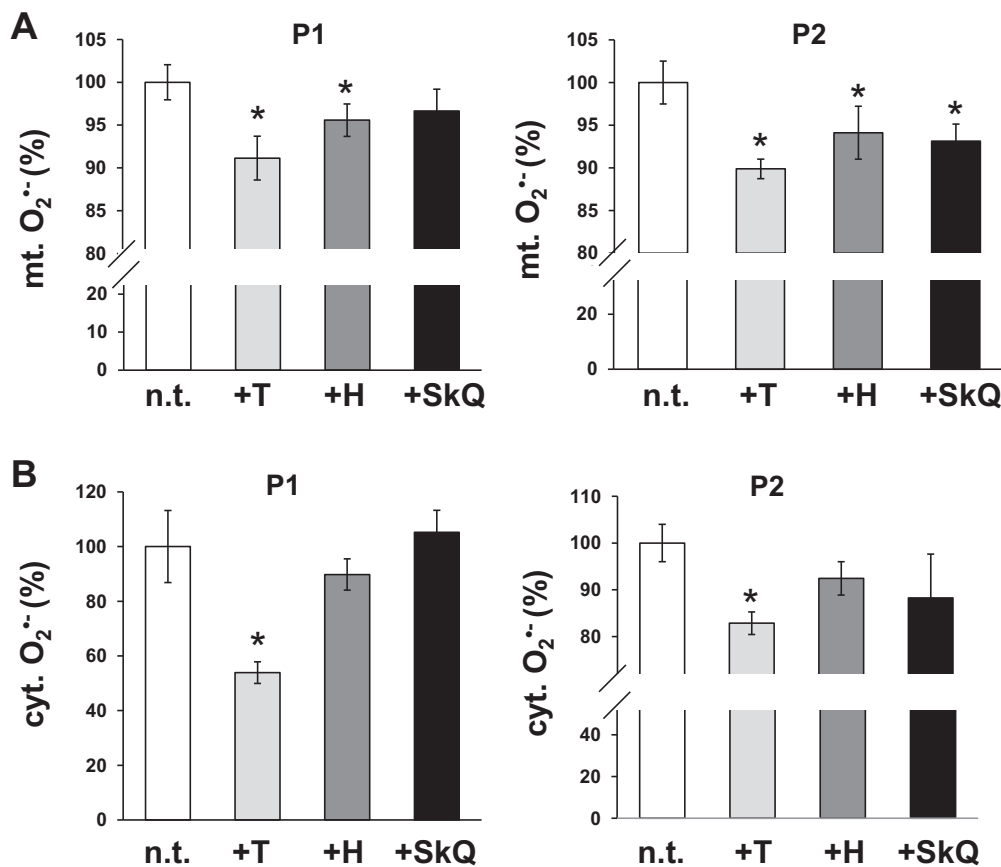 A
P1
P2
mt. O2•- (%)
105
100
95
90
85
80
20
10
0
*
*
n.t. +T +H +SkQ
mt. O2•- (%)
105
100
95
90
85
80
20
0
*
*
*
n.t. +T +H +SkQ
B
P1
P2
cyt. O2•- (%)
120
100
80
60
40
20
0
*
n.t. +T +H +SkQ
cyt. O2•- (%)
110
100
90
80
40
20
0
*
n.t. +T +H +SkQ